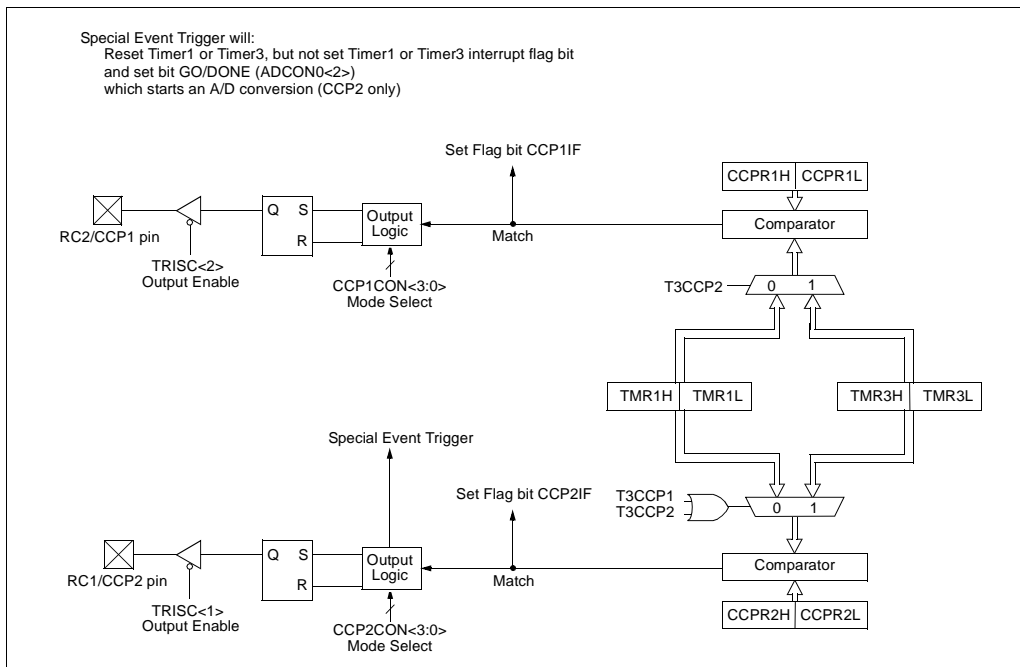 Special Event Trigger will:
Reset Timer1 or Timer3, but not set Timer1 or Timer3 interrupt flag bit
and set bit GO/DONE (ADCON0<2>)
which starts an A/D conversion (CCP2 only)
Set Flag bit CCP1IF
CCPR1H CCPR1L
Q S
R
Output
Logic
Comparator
RC2/CCP1 pin
Match
TRISC<2>
Output Enable
CCP1CON<3:0>
Mode Select
T3CCP2
0 1
TMR1H TMR1L
TMR3H TMR3L
Special Event Trigger
Set Flag bit CCP2IF
T3CCP1
T3CCP2
0 1
Q S
R
Output
Logic
Comparator
RC1/CCP2 pin
Match
TRISC<1>
Output Enable
CCP2CON<3:0>
Mode Select
CCPR2H CCPR2L